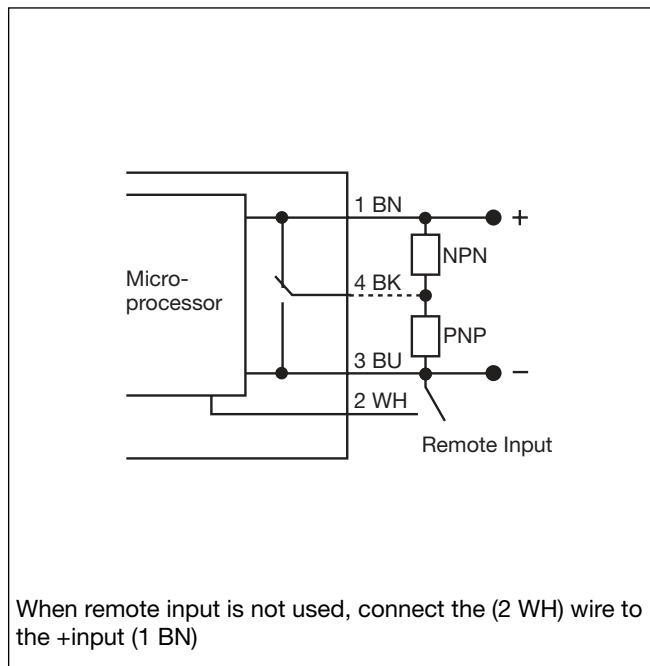 1 BN
+
NPN
Micro-
processor
4 BK
PNP
3 BU
−
2 WH
Remote Input
When remote input is not used, connect the (2 WH) wire to
the +input (1 BN)